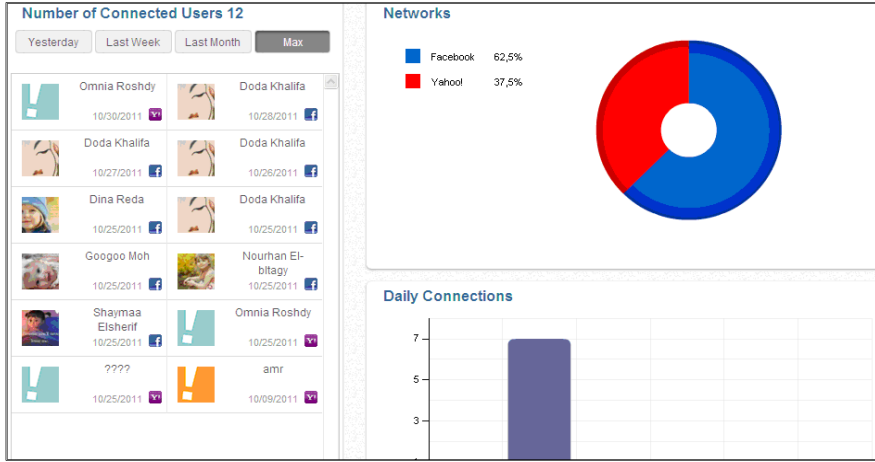 Number of Connected Users 12
Yesterday
Last Week
Last Month
Max
Omnia Roshdy
10/30/2011
Doda Khalifa
10/28/2011
Doda Khalifa
10/27/2011
Doda Khalifa
10/26/2011
Dina Reda
10/25/2011
Doda Khalifa
10/25/2011
Googoo Moh
10/25/2011
Nourhan El-
bltagy
10/25/2011
Shaymaa
Elsherif
10/25/2011
Omnia Roshdy
10/25/2011
????
10/25/2011
amr
10/09/2011
Networks
Facebook 62,5%
Yahoo! 37,5%
Daily Connections
7
5
3